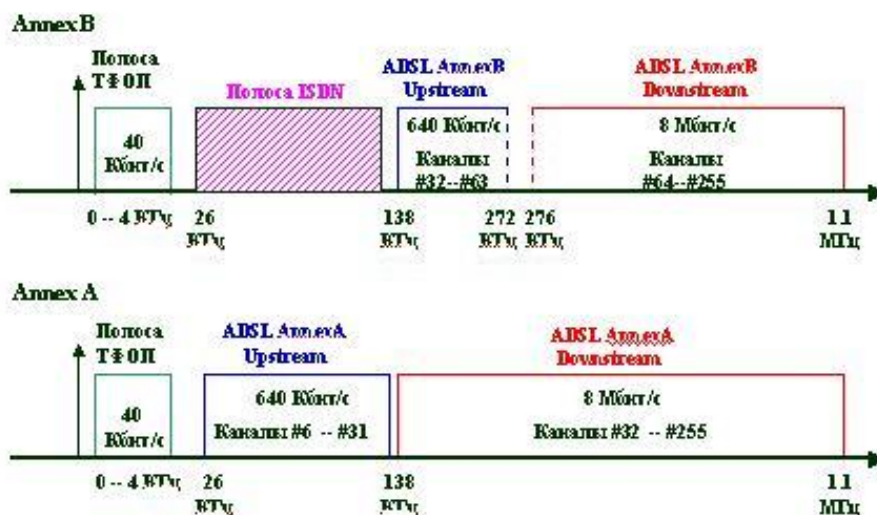 Annex B
Полоса
ТФОП
Полоса ISDN
ADSL AnnexB
Upstream
ADSL AnnexB
Downstream
40
Кбит/с
640 Кбит/с
Каналы
#32--#63
8 Мбит/с
Каналы
#64--#255
0 -- 4 КГц
26
КГц
138
КГц
272
КГц
276
КГц
1.1
МГц
Annex A
Полоса
ТФОП
ADSL AnnexA
Upstream
ADSL AnnexA
Downstream
40
Кбит/с
640 Кбит/с
Каналы #6 -- #31
8 Мбит/с
Каналы #32 -- #255
0 -- 4 КГц
26
КГц
138
КГц
1.1
МГц